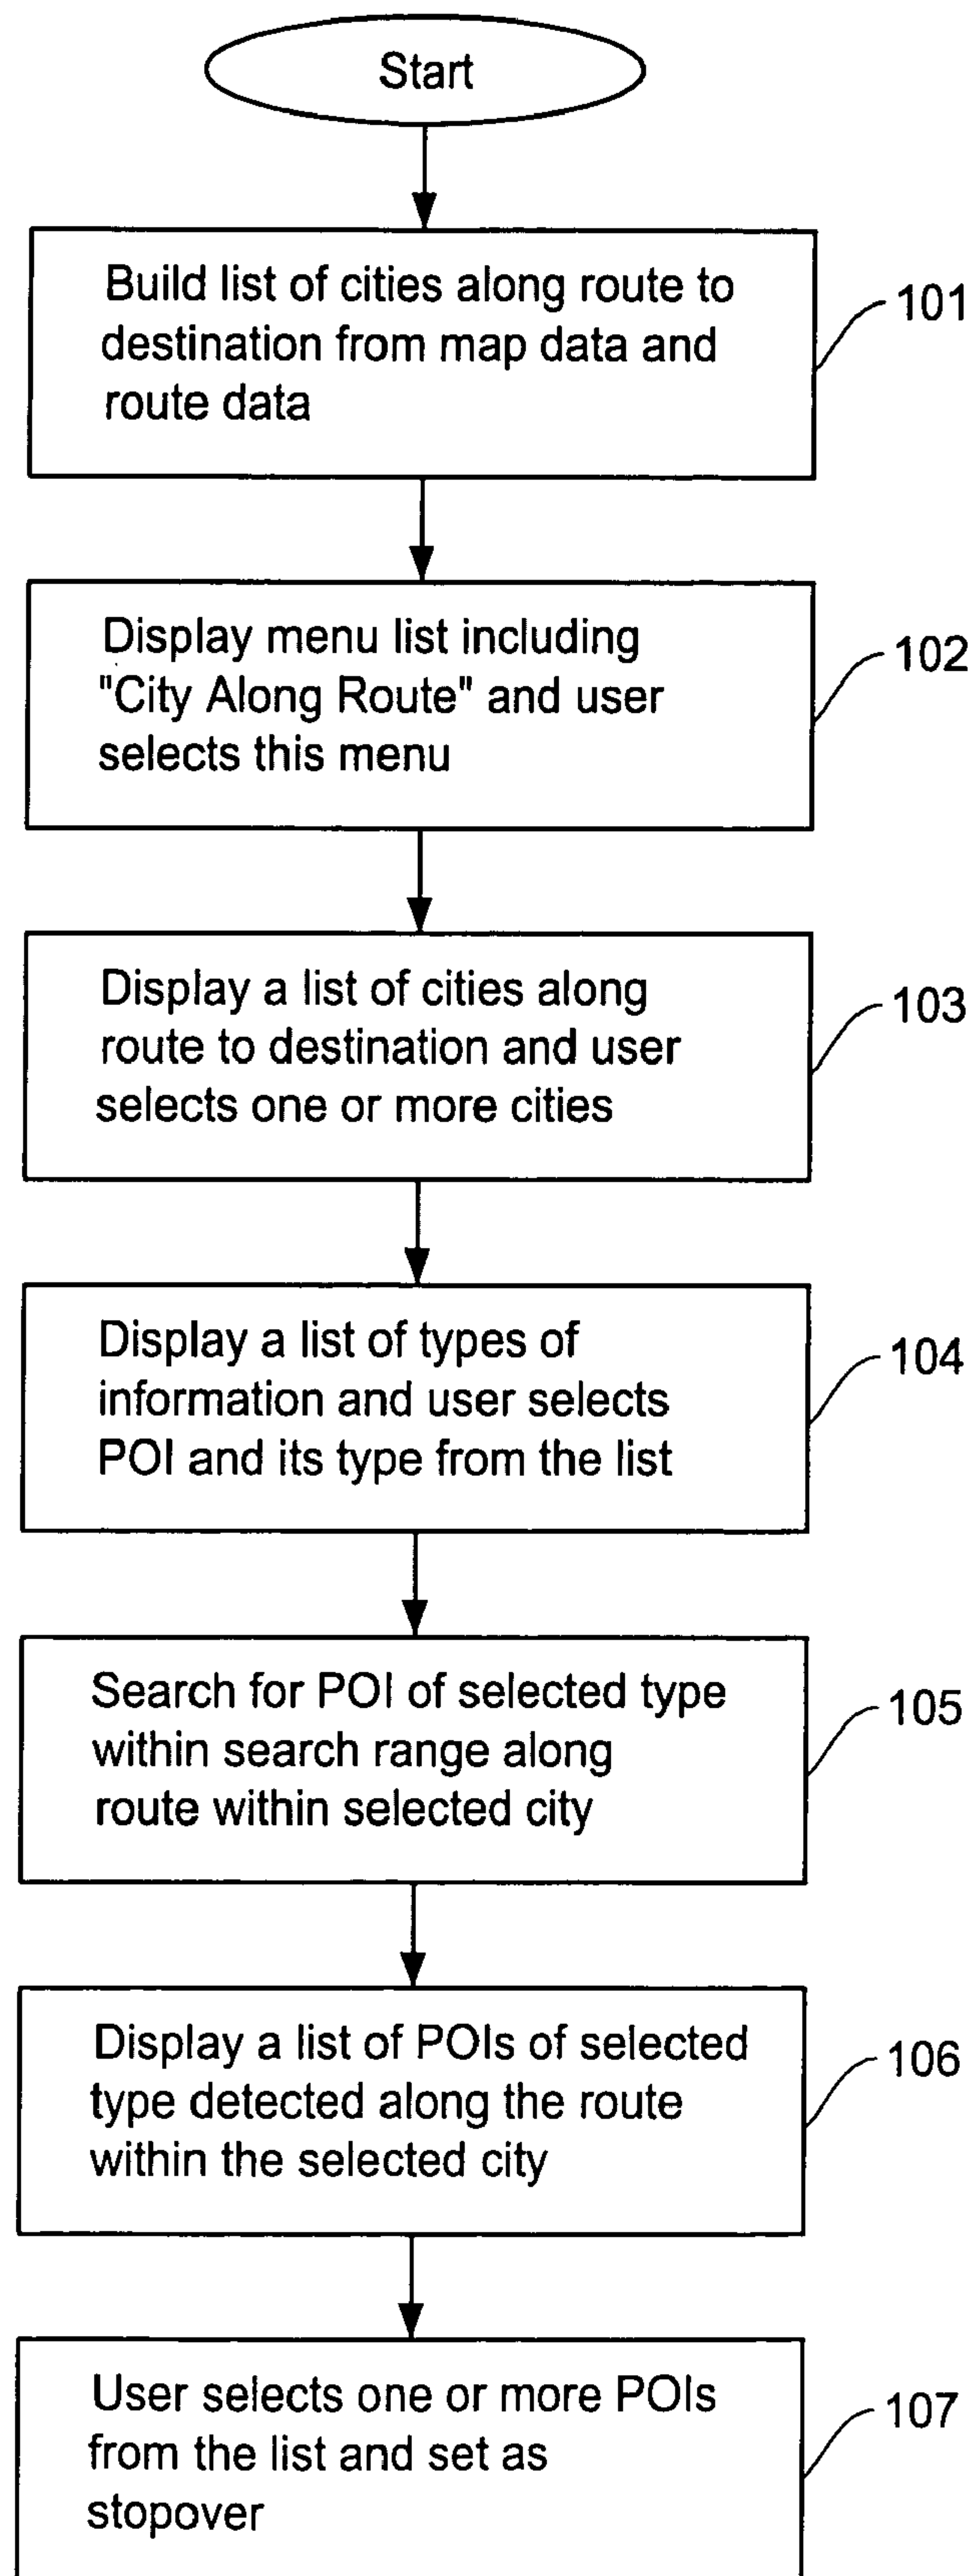 Start
Build list of cities along route to
destination from map data and
route data
101
Display menu list including
"City Along Route" and user
selects this menu
102
Display a list of cities along
route to destination and user
selects one or more cities
103
Display a list of types of
information and user selects
POI and its type from the list
104
Search for POI of selected type
within search range along
route within selected city
105
Display a list of POIs of selected
type detected along the route
within the selected city
106
User selects one or more POIs
from the list and set as
stopover
107